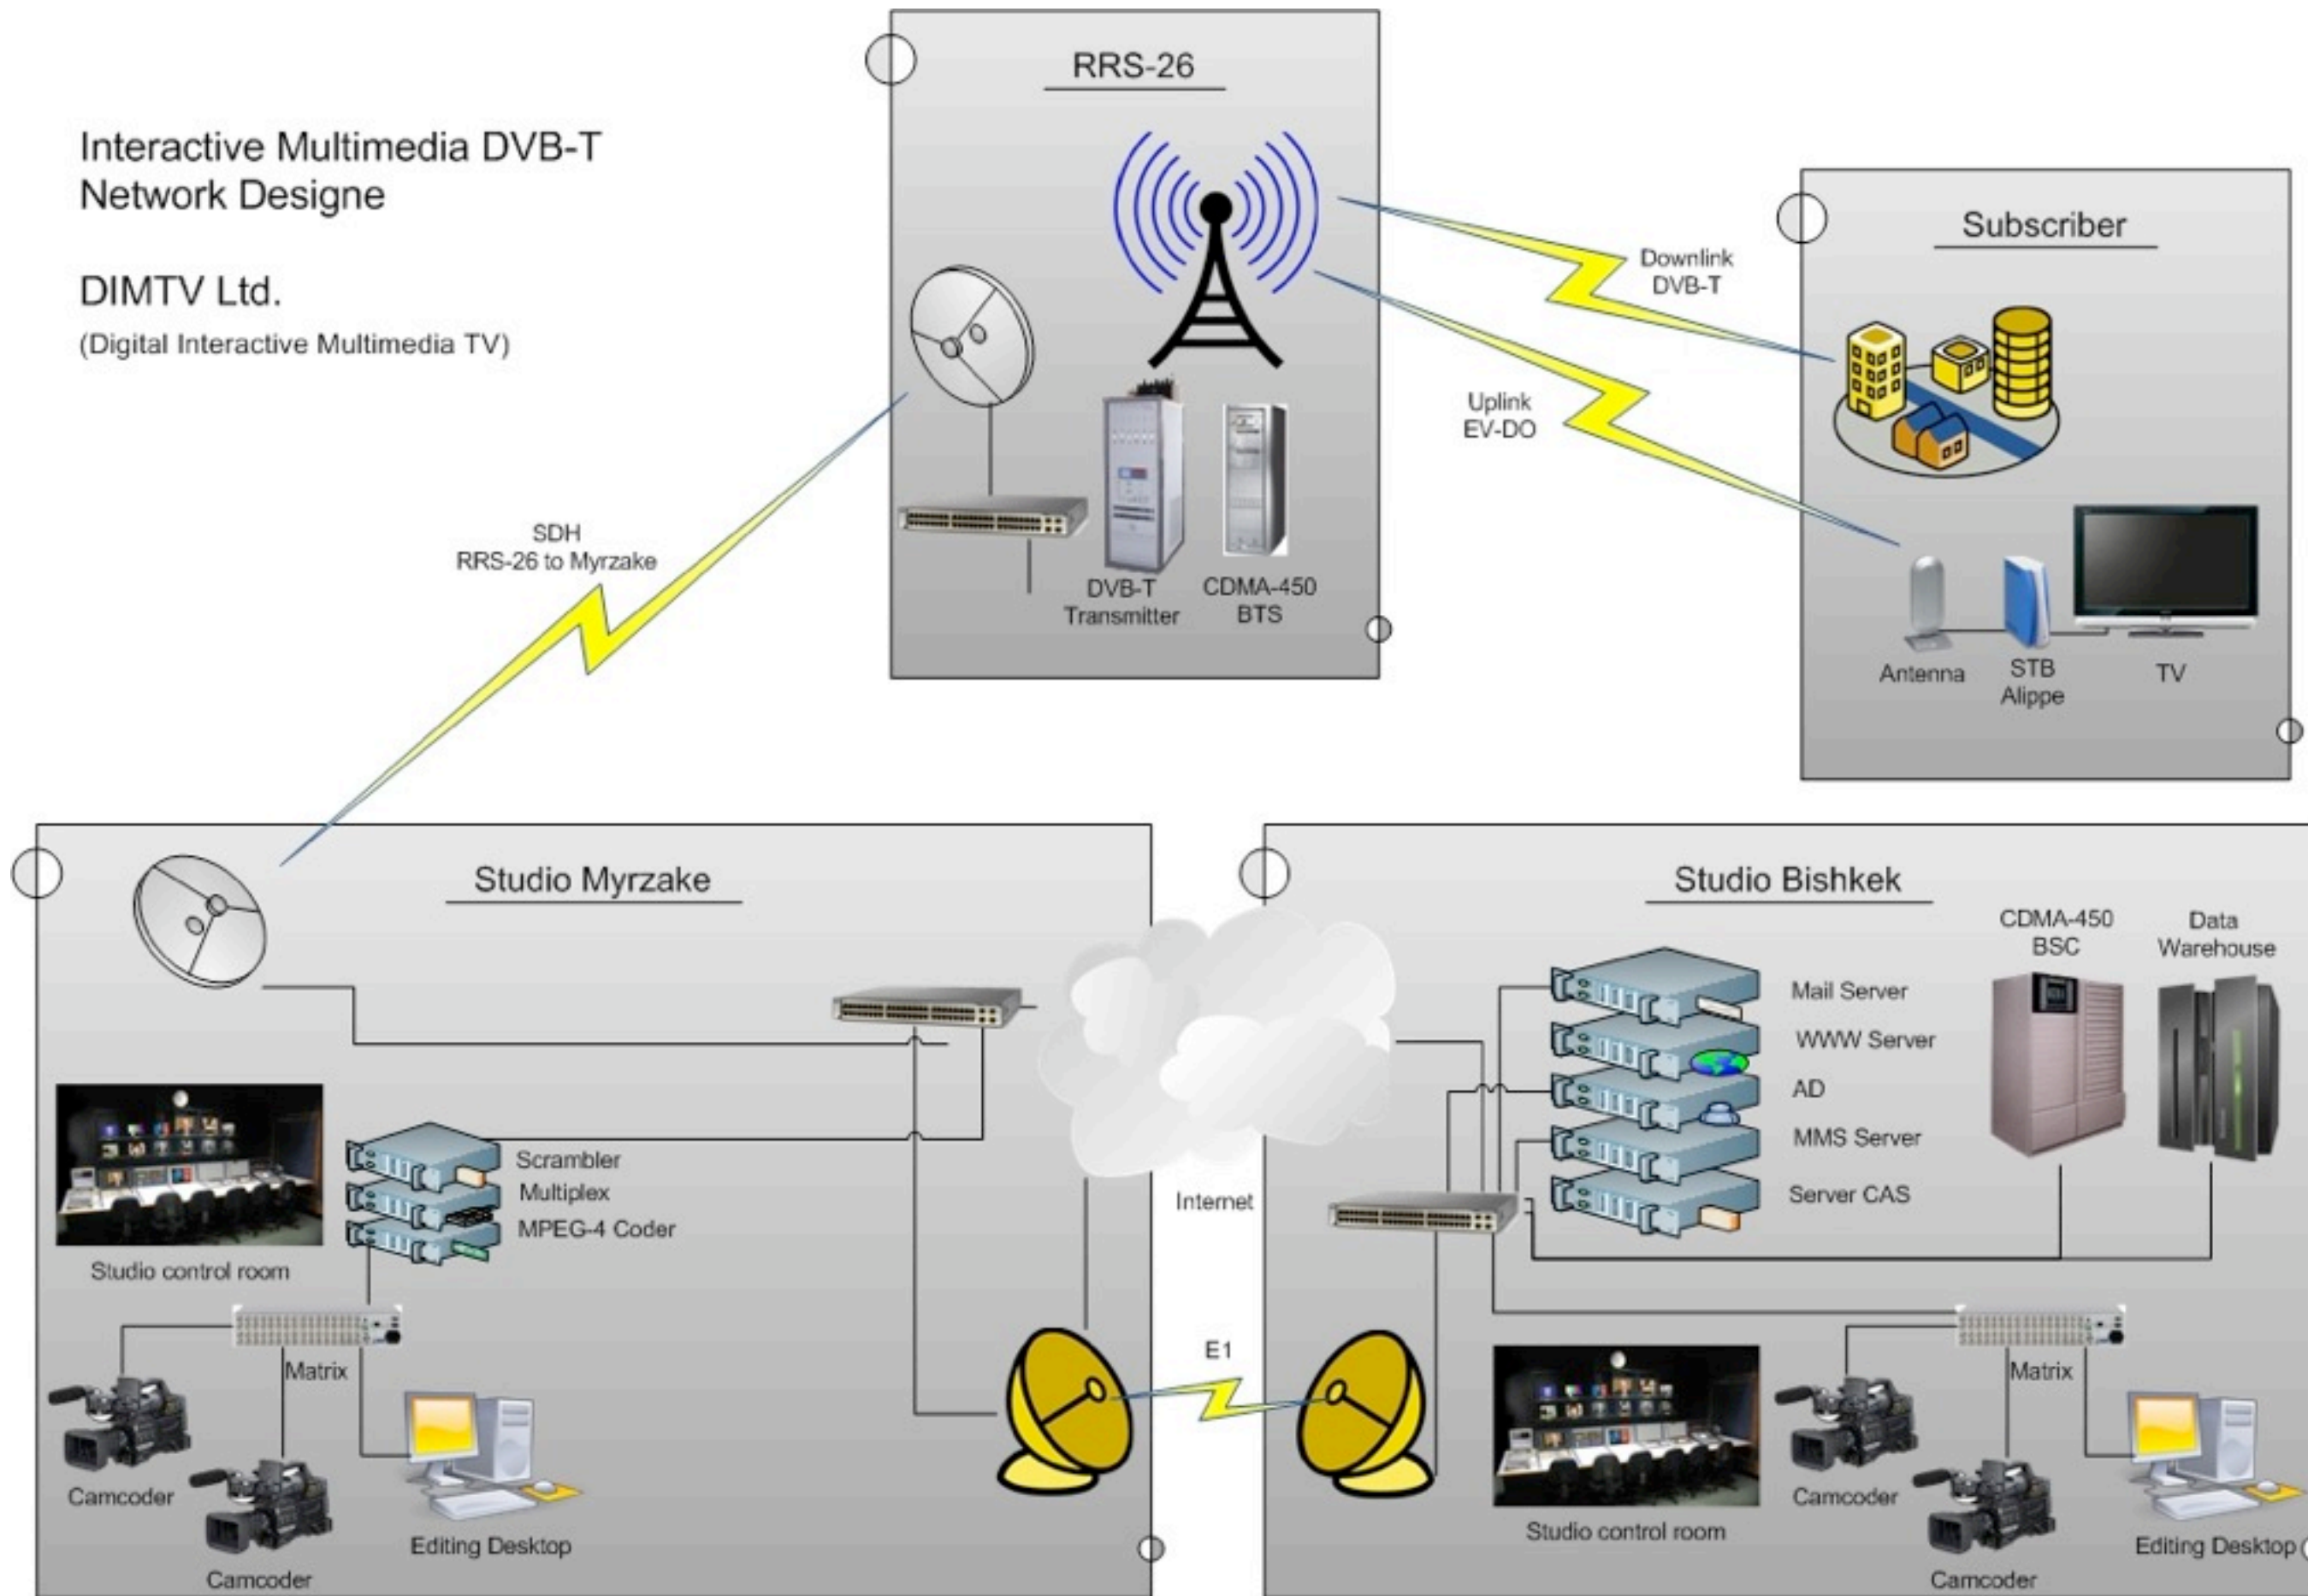 Interactive Multimedia DVB-T
Network Designe
DIMTV Ltd.
(Digital Interactive Multimedia TV)
RRS-26
DVB-T
Transmitter
CDMA-450
BTS
Downlink
DVB-T
Uplink
EV-DO
Subscriber
Antenna
STB
Alippe
TV
SDH
RRS-26 to Myrzake
Studio Myrzake
Studio control room
Scrambler
Multiplex
MPEG-4 Coder
Matrix
Camcoder
Camcoder
Editing Desktop
Internet
E1
Studio Bishkek
CDMA-450
BSC
Data
Warehouse
Mail Server
WWW Server
AD
MMS Server
Server CAS
Matrix
Studio control room
Camcoder
Camcoder
Editing Desktop